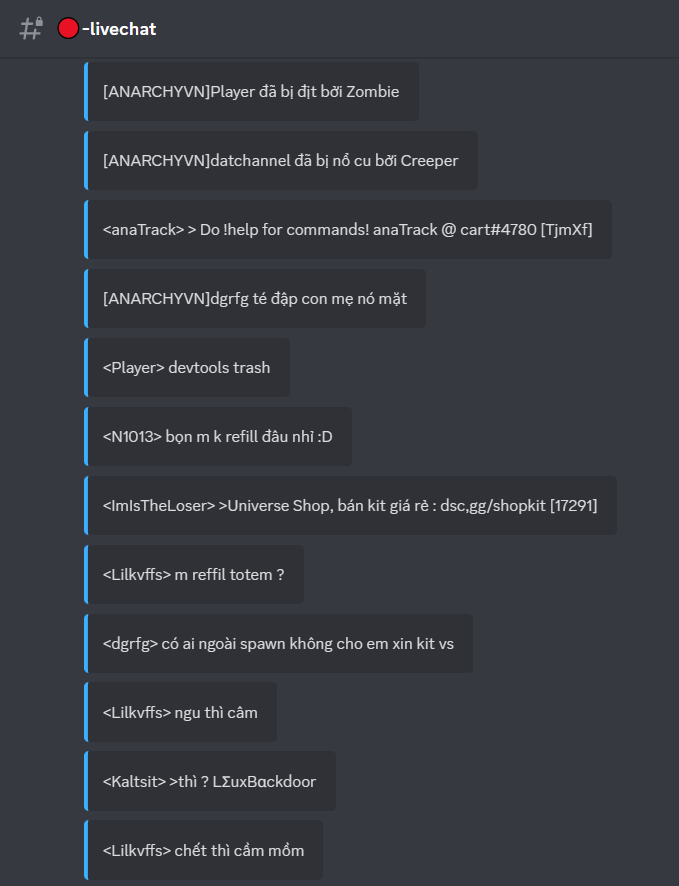 -livechat
[ANARCHYVN]Player đã bị địt bởi Zombie
[ANARCHYVN]datchannel đã bị nổ cu bởi Creeper
<anaTrack> > Do !help for commands! anaTrack @ cart#4780 [TjmXf]
[ANARCHYVN]dgrfg té đập con mẹ nó mặt
<Player> devtools trash
<N1013> bọn m k refill đâu nhỉ :D
<ImIsTheLoser> >Universe Shop, bán kit giá rẻ : dsc,gg/shopkit [17291]
<Lilkvffs> m reffil totem ?
<dgrfg> có ai ngoài spawn không cho em xin kit vs
<Lilkvffs> ngu thì câm
<Kaltsit> >thì ? LΣuxBαckdoor
<Lilkvffs> chết thì cầm mồm